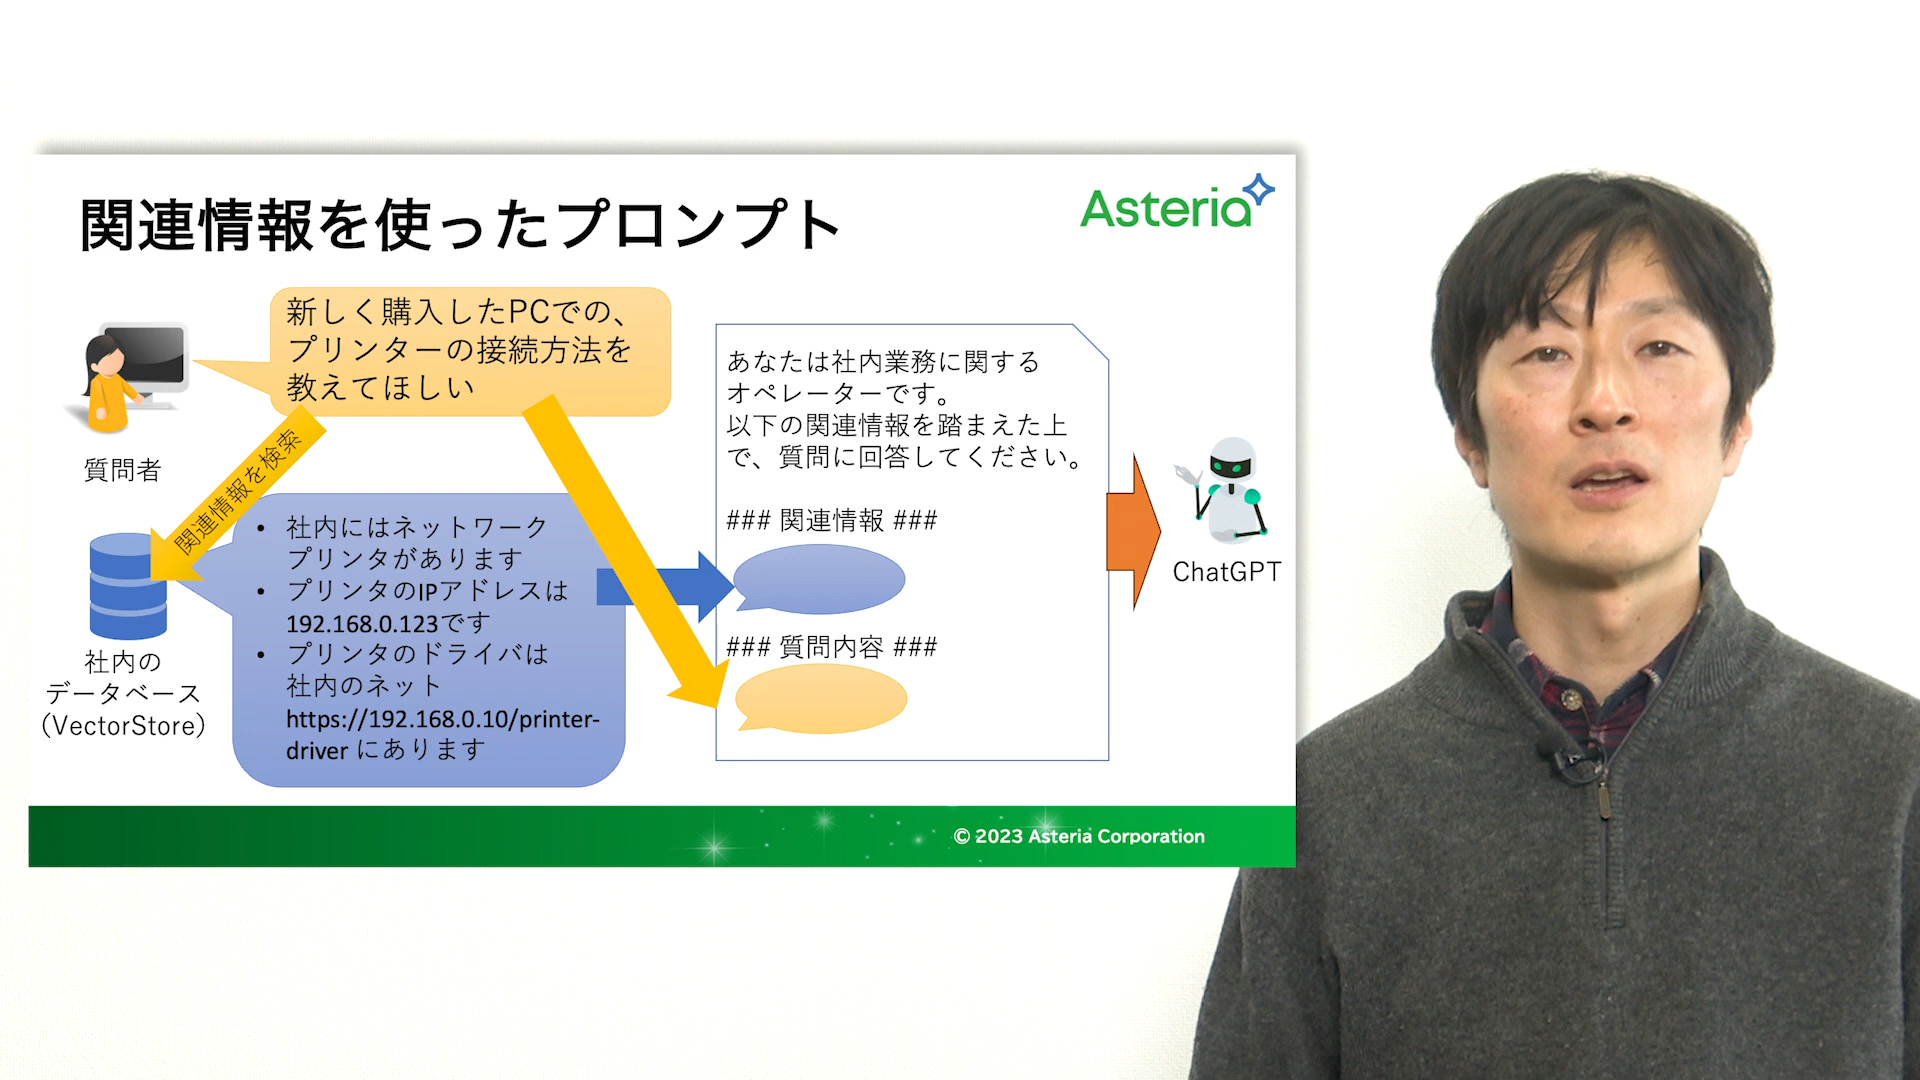 関連情報を使ったプロンプト
Asteria
新しく購入したPCでの、
プリンターの接続方法を
教えてほしい
質問者
関連情報を検索
社内の
データベース
(VectorStore)
• 社内にはネットワーク
プリンタがあります
• プリンタのIPアドレスは
192.168.0.123です
• プリンタのドライバは
社内のネット
https://192.168.0.10/printer-
driver にあります
あなたは社内業務に関する
オペレーターです。
以下の関連情報を踏まえた上
で、質問に回答してください。
### 関連情報 ###
### 質問内容 ###
ChatGPT
© 2023 Asteria Corporation